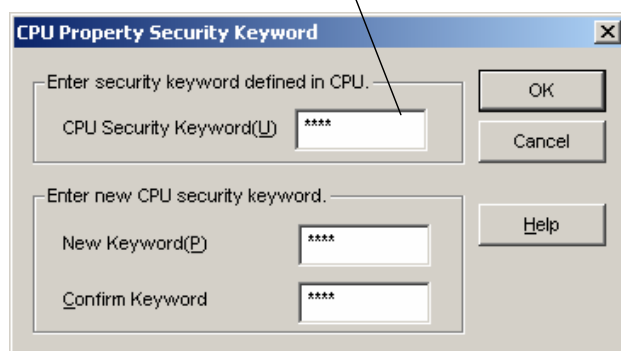 CPU Property Security Keyword
Enter security keyword defined in CPU.
OK
CPU Security Keyword(U)
****
Cancel
Enter new CPU security keyword.
Help
New Keyword(P)
****
Confirm Keyword
****